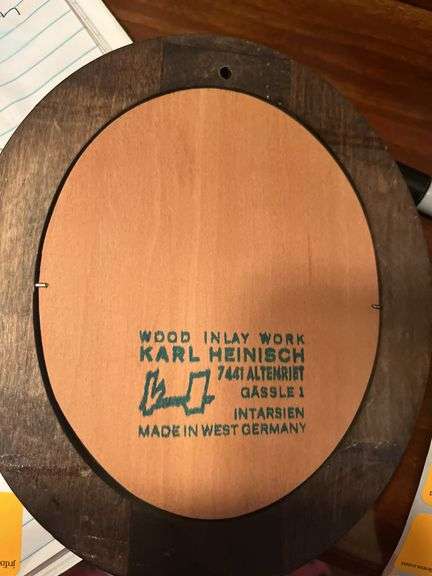 WOOD INLAY WORK
KARL HEINISCH
7441 ALTENRIET
GÄSSLE 1
INTARSIEN
MADE IN WEST GERMANY